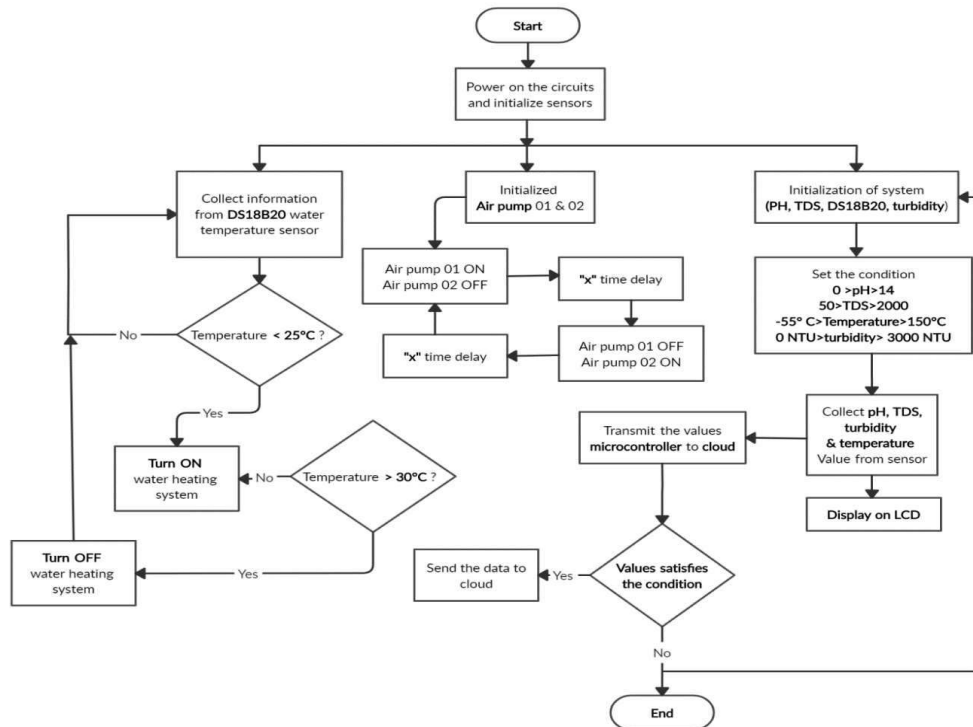 Start
Power on the circuits
and initialize sensors
Collect information
from DS18B20 water
temperature sensor
Initialized
Air pump 01 & 02
Initialization of system
(PH, TDS, DS18B20, turbidity)
Air pump 01 ON
Air pump 02 OFF
"x" time delay
Set the condition
0 >pH>14
50>TDS>2000
-55° C>Temperature>150°C
0 NTU>turbidity> 3000 NTU
No
Temperature < 25°C ?
"x" time delay
Air pump 01 OFF
Air pump 02 ON
Yes
Transmit the values
microcontroller to cloud
Collect pH, TDS,
turbidity
& temperature
Value from sensor
Turn ON
water heating
system
No
Temperature > 30°C ?
Display on LCD
Turn OFF
water heating
system
Yes
Send the data to
cloud
Yes
Values satisfies
the condition
No
End